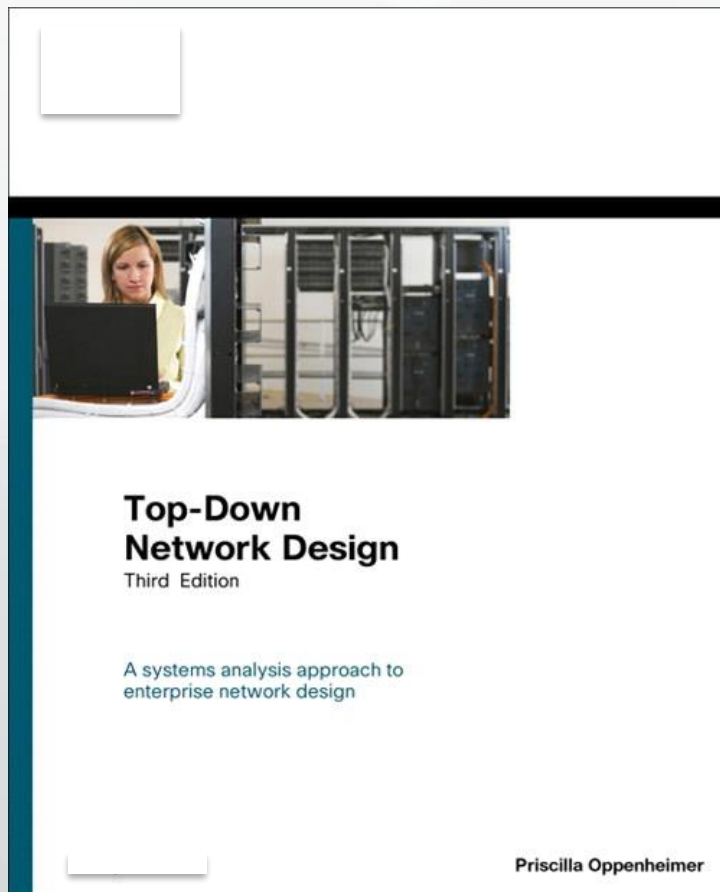 Top-Down
Network Design
Third Edition
A systems analysis approach to
enterprise network design
Priscilla Oppenheimer